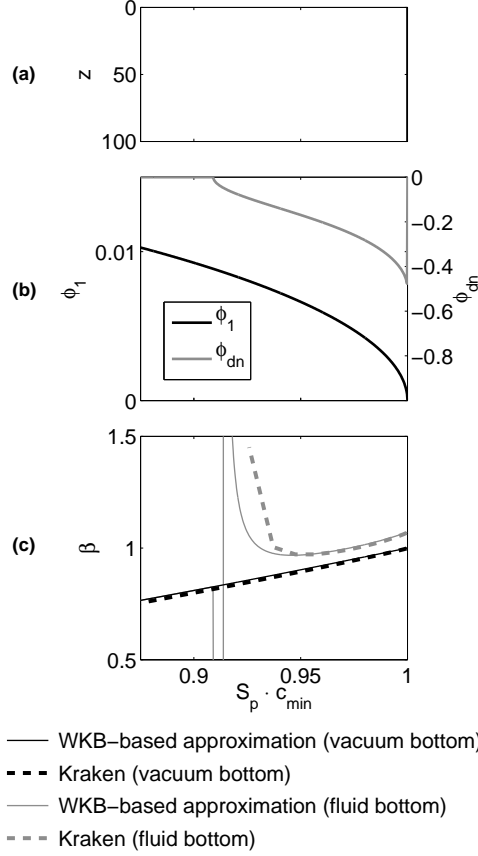 0
(a)
z
50
100
0
0.01
−0.2
−0.4
(b)
ϕ1
ϕdn
−0.6
ϕ1
ϕdn
−0.8
0
1.5
(c)
β
1
0.5
0.9
0.95
1
Sp · cmin
WKB−based approximation (vacuum bottom)
Kraken (vacuum bottom)
WKB−based approximation (fluid bottom)
Kraken (fluid bottom)